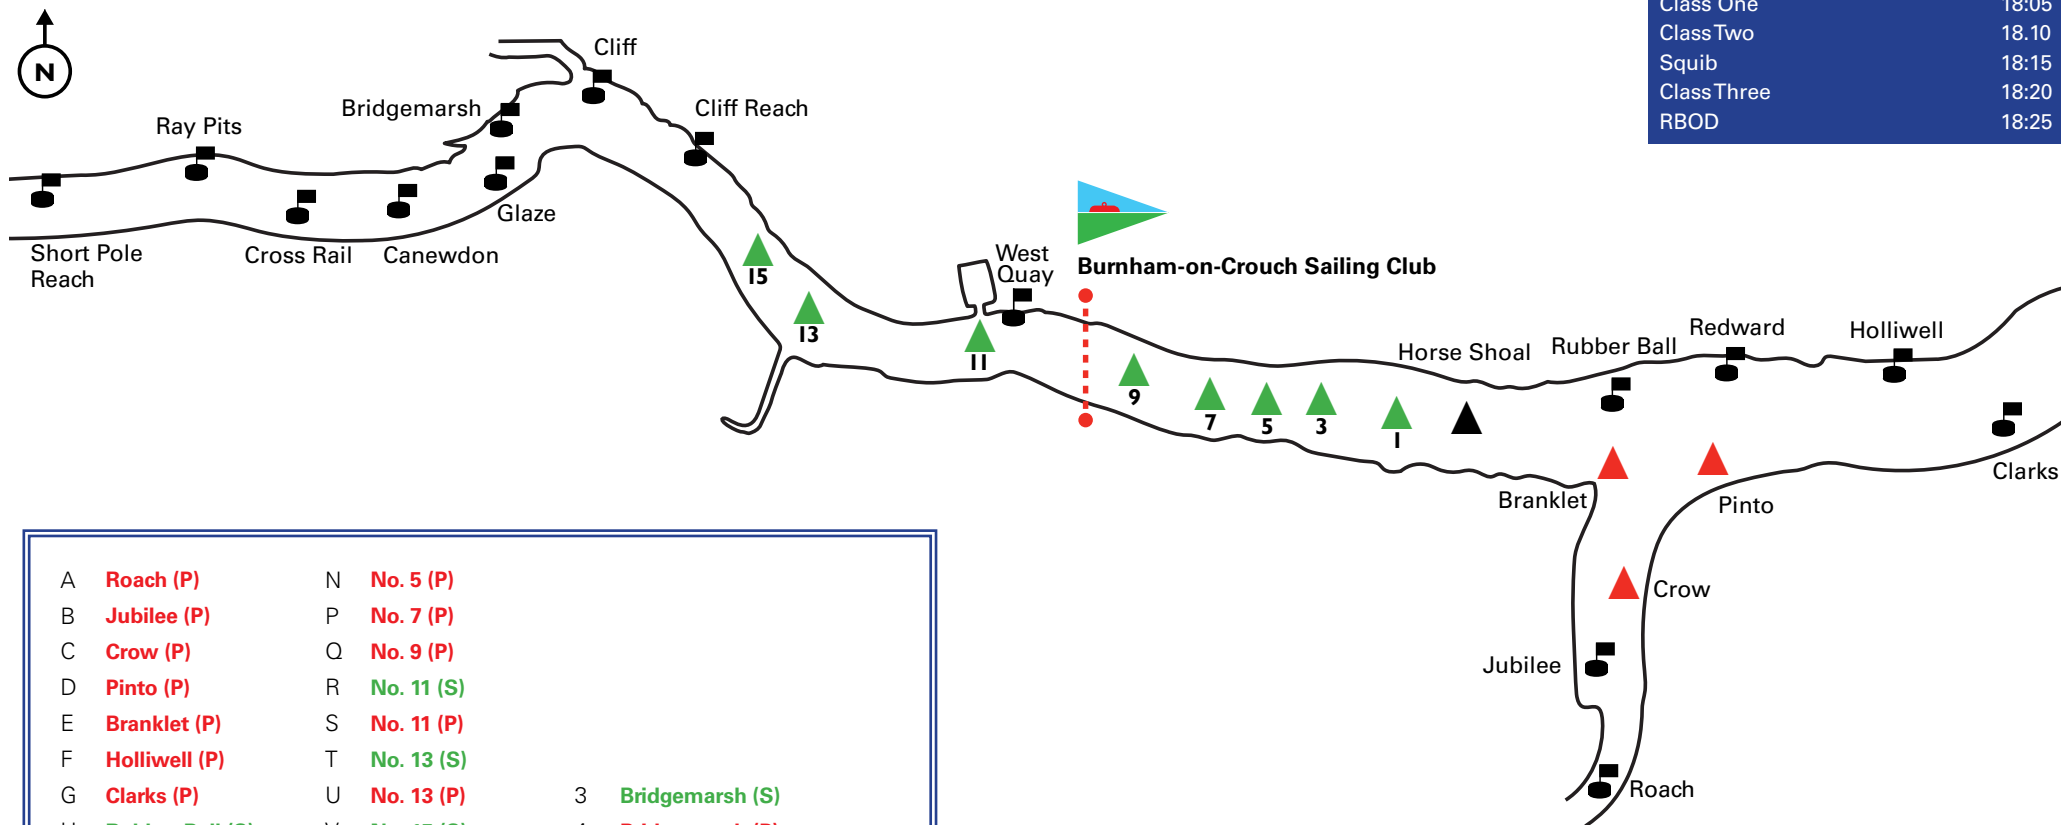 N
Class One 18:05
Class Two 18.10
Squib 18:15
Class Three 18:20
RBOD 18:25
Cliff
Bridgemarsh
Cliff Reach
Ray Pits
Glaze
Short Pole
Reach
Cross Rail
Canewdon
15
13
11
West
Quay
Burnham-on-Crouch Sailing Club
9
7
5
3
1
Horse Shoal
Rubber Ball
Redward
Holliwell
Clarks
Branklet
Pinto
Crow
Jubilee
Roach
A Roach (P)
B Jubilee (P)
C Crow (P)
D Pinto (P)
E Branklet (P)
F Holliwell (P)
G Clarks (P)
N No. 5 (P)
P No. 7 (P)
Q No. 9 (P)
R No. 11 (S)
S No. 11 (P)
T No. 13 (S)
U No. 13 (P)
3 Bridgemarsh (S)